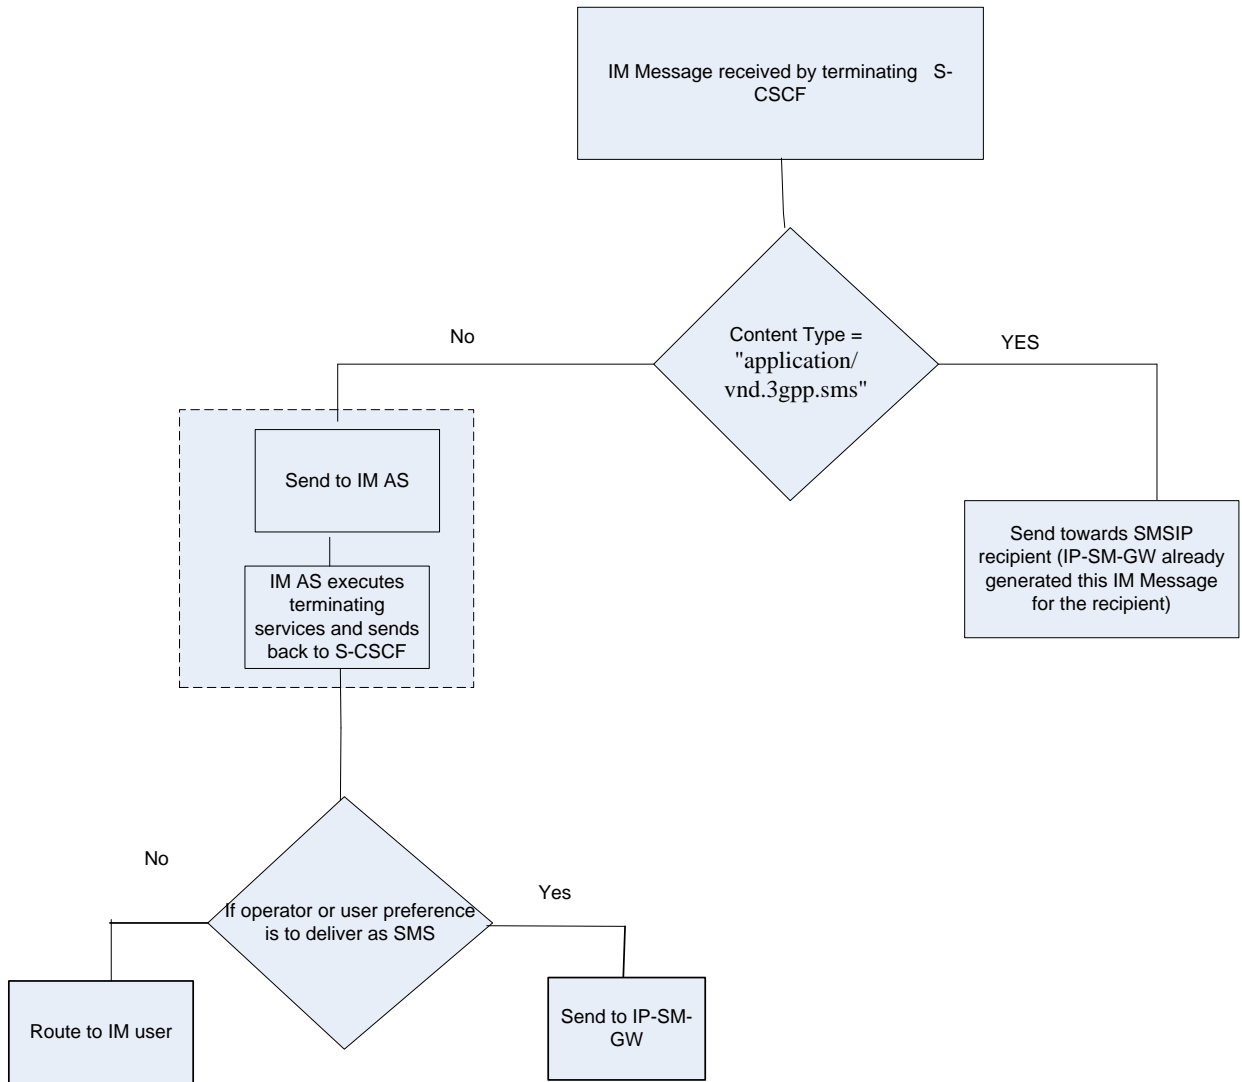 IM Message received by terminating S-
CSCF
Content Type =
"application/
vnd.3gpp.sms"
No
YES
Send to IM AS
IM AS executes
terminating
services and sends
back to S-CSCF
Send towards SMSIP
recipient (IP-SM-GW already
generated this IM Message
for the recipient)
If operator or user preference
is to deliver as SMS
No
Yes
Route to IM user
Send to IP-SM-
GW